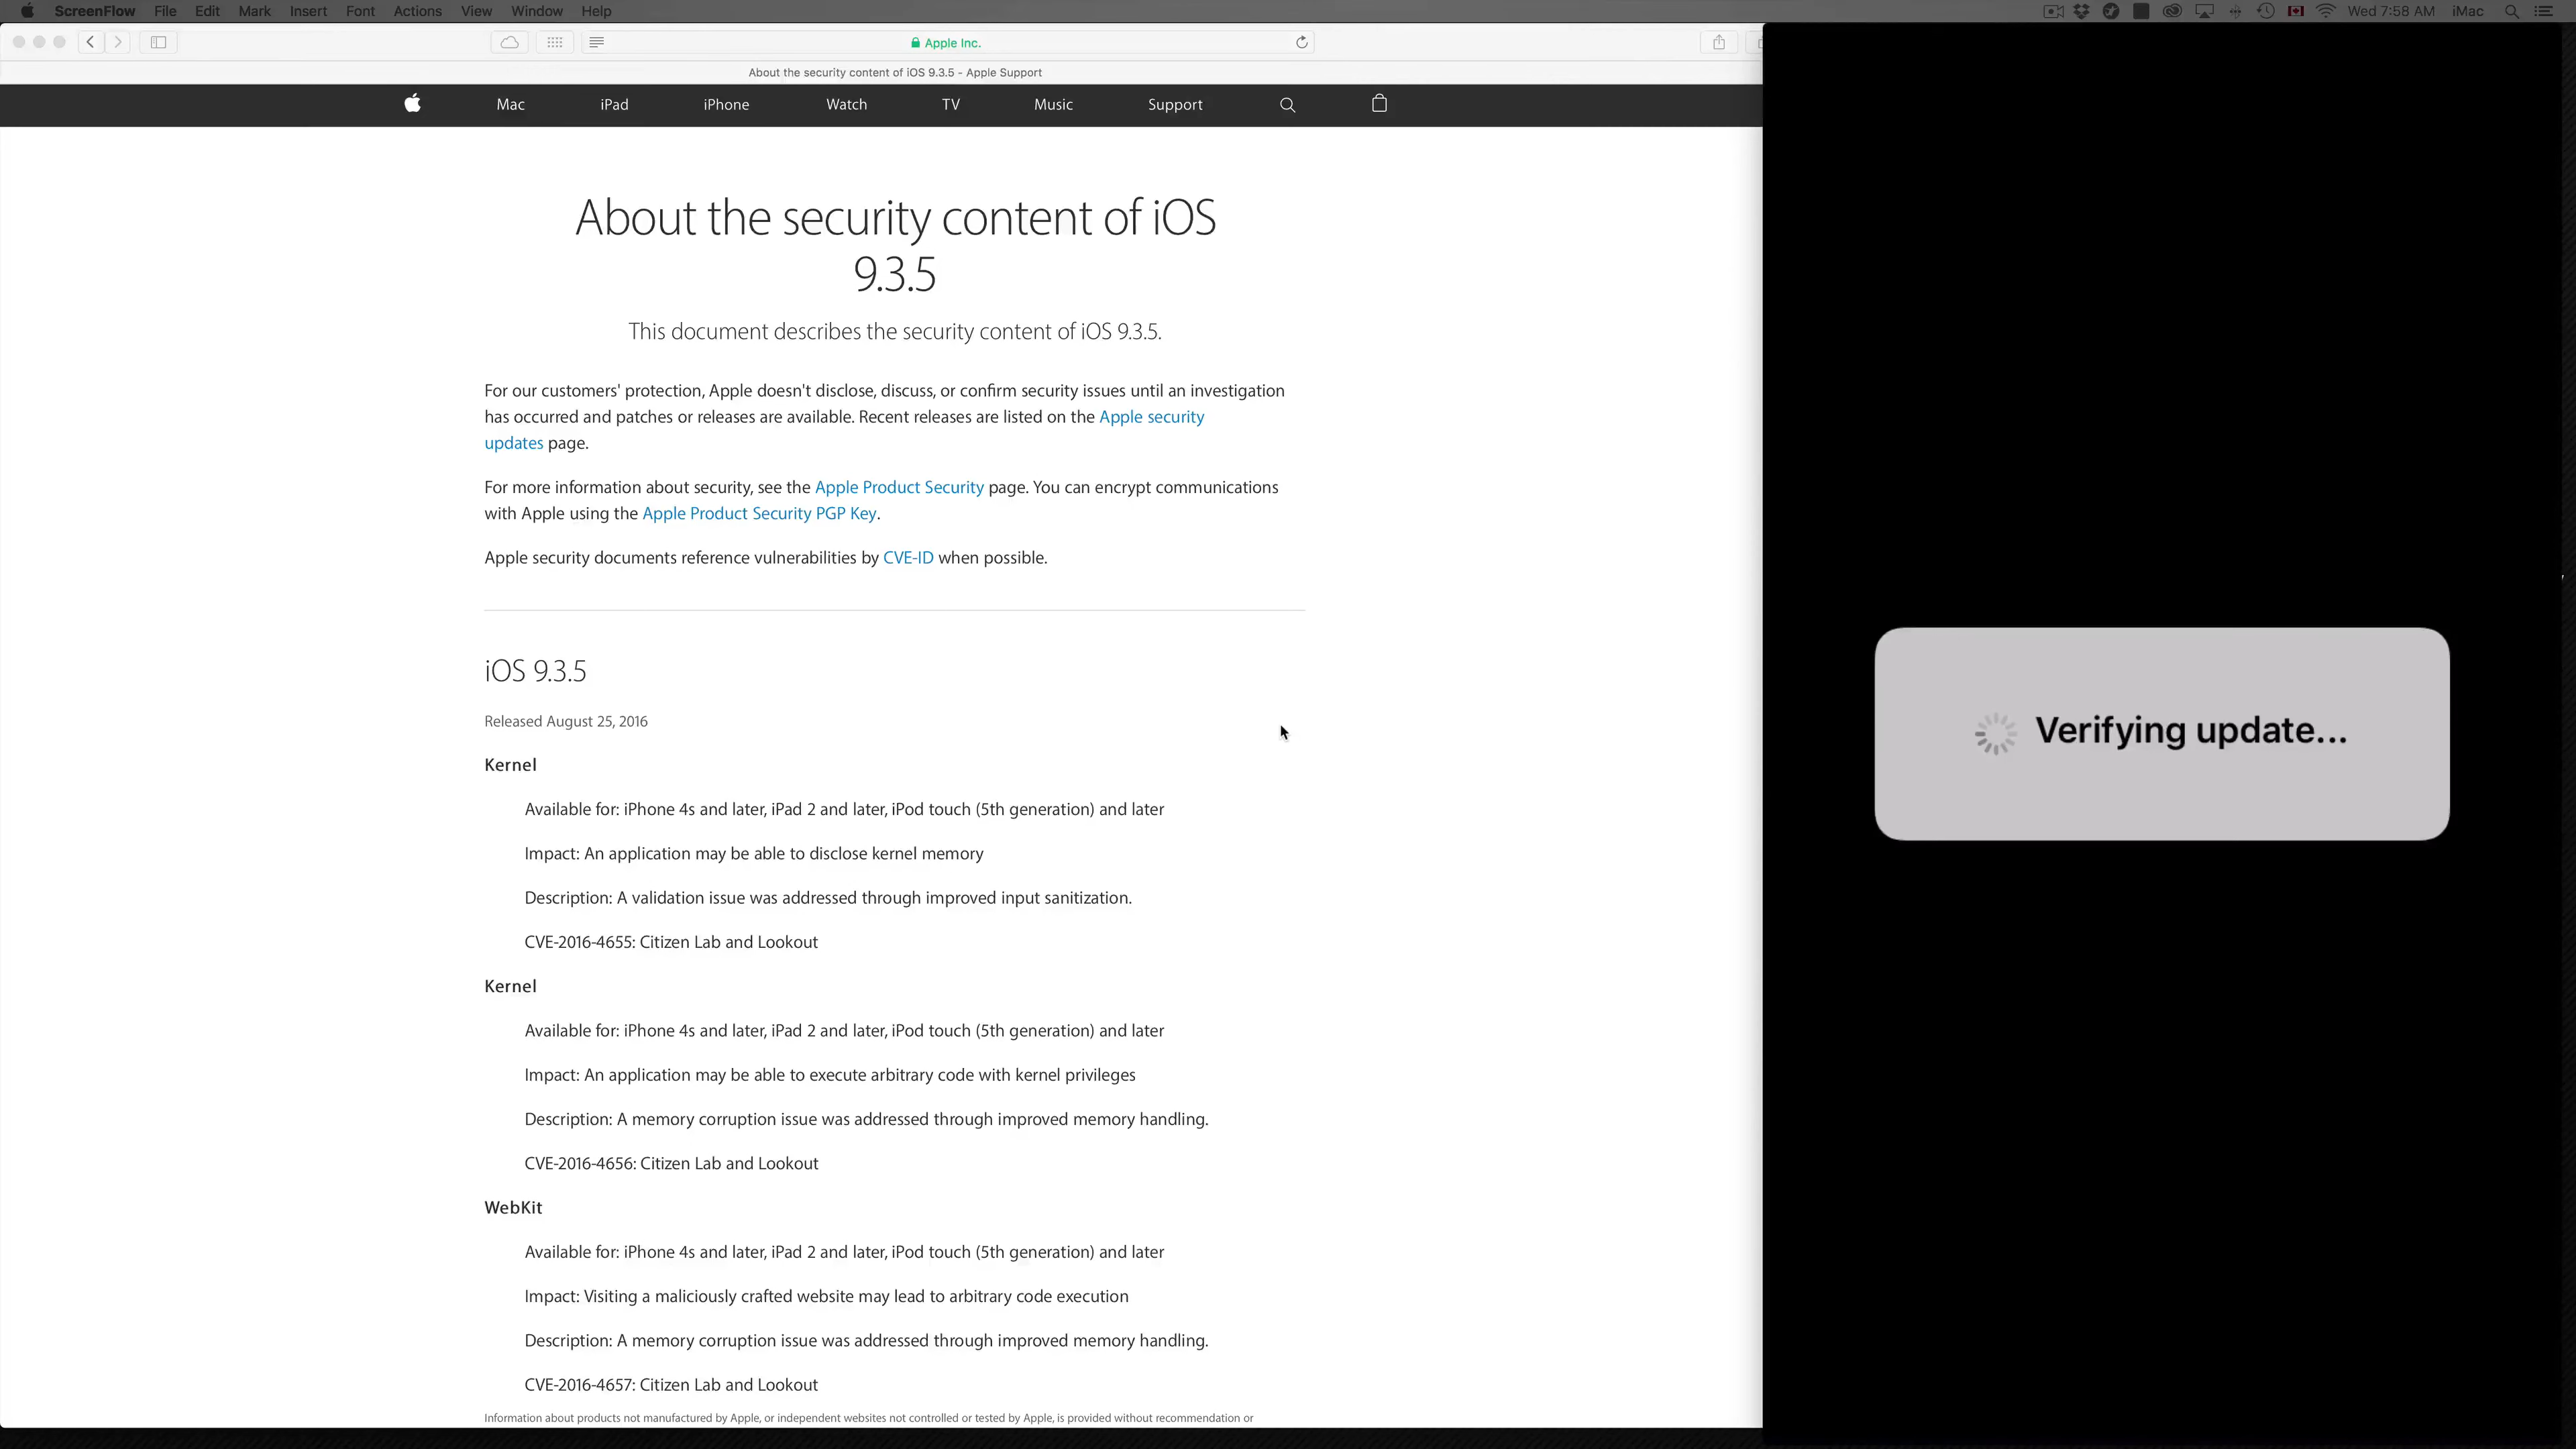 ScreenFlow File Edit Mark Insert Font Actions View Window Help Wed 7:58 AM iMac
Apple Inc.
About the security content of iOS 9.3.5 - Apple Support
Mac iPad iPhone Watch TV Music Support
About the security content of iOS
9.3.5
This document describes the security content of iOS 9.3.5.
For our customers' protection, Apple doesn't disclose, discuss, or confirm security issues until an investigation
has occurred and patches or releases are available. Recent releases are listed on the Apple security
updates page.
For more information about security, see the Apple Product Security page. You can encrypt communications
with Apple using the Apple Product Security PGP Key.
Apple security documents reference vulnerabilities by CVE-ID when possible.
iOS 9.3.5
Released August 25, 2016
Kernel
Available for: iPhone 4s and later, iPad 2 and later, iPod touch (5th generation) and later
Impact: An application may be able to disclose kernel memory
Description: A validation issue was addressed through improved input sanitization.
CVE-2016-4655: Citizen Lab and Lookout
Kernel
Available for: iPhone 4s and later, iPad 2 and later, iPod touch (5th generation) and later
Impact: An application may be able to execute arbitrary code with kernel privileges
Description: A memory corruption issue was addressed through improved memory handling.
CVE-2016-4656: Citizen Lab and Lookout
WebKit
Available for: iPhone 4s and later, iPad 2 and later, iPod touch (5th generation) and later
Impact: Visiting a maliciously crafted website may lead to arbitrary code execution
Description: A memory corruption issue was addressed through improved memory handling.
CVE-2016-4657: Citizen Lab and Lookout
Information about products not manufactured by Apple, or independent websites not controlled or tested by Apple, is provided without recommendation or
Verifying update...